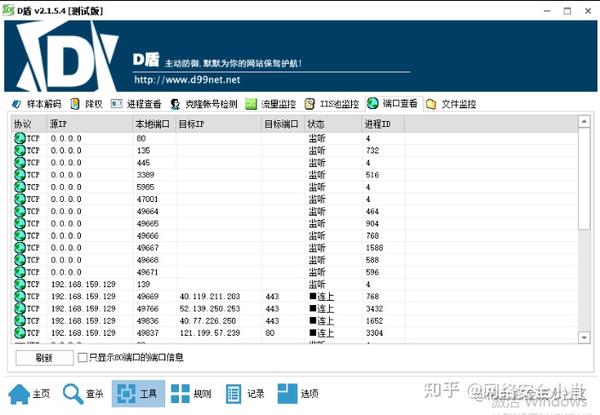 D盾 v2.1.5.4 [测试版]
D盾 主动防御,默默为你的网站保驾护航!
http://www.d99net.net
样本解码 降权 进程查看 克隆帐号检测 流量监控 IIS池监控 端口查看 文件监控
协议 源IP 本地端口 目标IP 目标端口 状态 进程ID
TCP 0.0.0.0 80 监听 4
TCP 0.0.0.0 135 监听 732
TCP 0.0.0.0 445 监听 4
TCP 0.0.0.0 3389 监听 516
TCP 0.0.0.0 5985 监听 4
TCP 0.0.0.0 47001 监听 4
TCP 0.0.0.0 49664 监听 464
TCP 0.0.0.0 49665 监听 904
TCP 0.0.0.0 49666 监听 768
TCP 0.0.0.0 49667 监听 1588
TCP 0.0.0.0 49668 监听 588
TCP 0.0.0.0 49671 监听 596
TCP 192.168.159.129 139 监听 4
TCP 192.168.159.129 49669 40.119.211.203 443 ■连上 768
TCP 192.168.159.129 49766 52.139.250.253 443 ■连上 3432
TCP 192.168.159.129 49836 40.77.226.250 443 ■连上 1652
TCP 192.168.159.129 49837 121.199.57.239 80 ■连上 3304
刷新 只显示80端口的端口信息
主页 查杀 工具 规则 记录 选项
知乎
激活 Windows